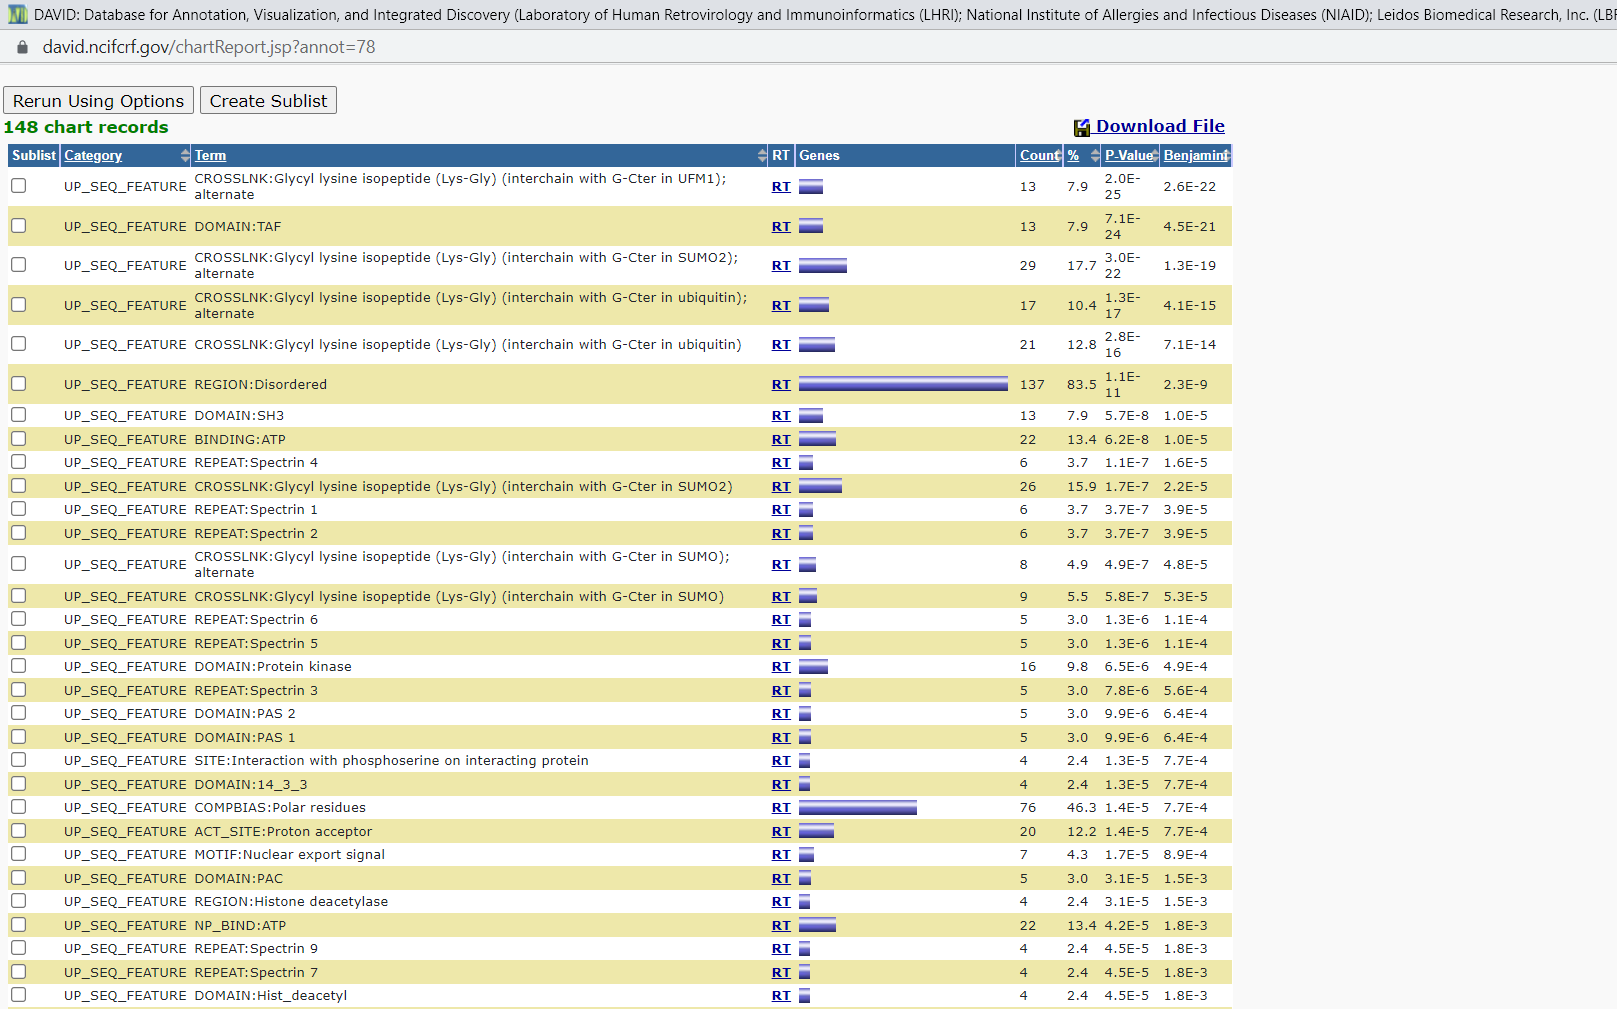 DAVID: Database for Annotation, Visualization, and Integrated Discovery (Laboratory of Human Retrovirology and Immunoinformatics (LHRI); National Institute of Allergies and Infectious Diseases (NIAID); Leidos Biomedical Research, Inc. (LBR
david.ncifcrf.gov/chartReport.jsp?annot=78
Rerun Using Options Create Sublist
148 chart records Download File
Sublist Category Term RT Genes Count % P-Value Benjamini
UP_SEQ_FEATURE CROSSLNK:Glycyl lysine isopeptide (Lys-Gly) (interchain with G-Cter in UFM1); alternate RT 13 7.9 2.0E-25 2.6E-22
UP_SEQ_FEATURE DOMAIN:TAF RT 13 7.9 7.1E-24 4.5E-21
UP_SEQ_FEATURE CROSSLNK:Glycyl lysine isopeptide (Lys-Gly) (interchain with G-Cter in SUMO2); alternate RT 29 17.7 3.0E-22 1.3E-19
UP_SEQ_FEATURE CROSSLNK:Glycyl lysine isopeptide (Lys-Gly) (interchain with G-Cter in ubiquitin); alternate RT 17 10.4 1.3E-17 4.1E-15
UP_SEQ_FEATURE CROSSLNK:Glycyl lysine isopeptide (Lys-Gly) (interchain with G-Cter in ubiquitin) RT 21 12.8 2.8E-16 7.1E-14
UP_SEQ_FEATURE REGION:Disordered RT 137 83.5 1.1E-11 2.3E-9
UP_SEQ_FEATURE DOMAIN:SH3 RT 13 7.9 5.7E-8 1.0E-5
UP_SEQ_FEATURE BINDING:ATP RT 22 13.4 6.2E-8 1.0E-5
UP_SEQ_FEATURE REPEAT:Spectrin 4 RT 6 3.7 1.1E-7 1.6E-5
UP_SEQ_FEATURE CROSSLNK:Glycyl lysine isopeptide (Lys-Gly) (interchain with G-Cter in SUMO2) RT 26 15.9 1.7E-7 2.2E-5
UP_SEQ_FEATURE REPEAT:Spectrin 1 RT 6 3.7 3.7E-7 3.9E-5
UP_SEQ_FEATURE REPEAT:Spectrin 2 RT 6 3.7 3.7E-7 3.9E-5
UP_SEQ_FEATURE CROSSLNK:Glycyl lysine isopeptide (Lys-Gly) (interchain with G-Cter in SUMO); alternate RT 8 4.9 4.9E-7 4.8E-5
UP_SEQ_FEATURE CROSSLNK:Glycyl lysine isopeptide (Lys-Gly) (interchain with G-Cter in SUMO) RT 9 5.5 5.8E-7 5.3E-5
UP_SEQ_FEATURE REPEAT:Spectrin 6 RT 5 3.0 1.3E-6 1.1E-4
UP_SEQ_FEATURE REPEAT:Spectrin 5 RT 5 3.0 1.3E-6 1.1E-4
UP_SEQ_FEATURE DOMAIN:Protein kinase RT 16 9.8 6.5E-6 4.9E-4
UP_SEQ_FEATURE REPEAT:Spectrin 3 RT 5 3.0 7.8E-6 5.6E-4
UP_SEQ_FEATURE DOMAIN:PAS 2 RT 5 3.0 9.9E-6 6.4E-4
UP_SEQ_FEATURE DOMAIN:PAS 1 RT 5 3.0 9.9E-6 6.4E-4
UP_SEQ_FEATURE SITE:Interaction with phosphoserine on interacting protein RT 4 2.4 1.3E-5 7.7E-4
UP_SEQ_FEATURE DOMAIN:14_3_3 RT 4 2.4 1.3E-5 7.7E-4
UP_SEQ_FEATURE COMPBIAS:Polar residues RT 76 46.3 1.4E-5 7.7E-4
UP_SEQ_FEATURE ACT_SITE:Proton acceptor RT 20 12.2 1.4E-5 7.7E-4
UP_SEQ_FEATURE MOTIF:Nuclear export signal RT 7 4.3 1.7E-5 8.9E-4
UP_SEQ_FEATURE DOMAIN:PAC RT 5 3.0 3.1E-5 1.5E-3
UP_SEQ_FEATURE REGION:Histone deacetylase RT 4 2.4 3.1E-5 1.5E-3
UP_SEQ_FEATURE NP_BIND:ATP RT 22 13.4 4.2E-5 1.8E-3
UP_SEQ_FEATURE REPEAT:Spectrin 9 RT 4 2.4 4.5E-5 1.8E-3
UP_SEQ_FEATURE REPEAT:Spectrin 7 RT 4 2.4 4.5E-5 1.8E-3
UP_SEQ_FEATURE DOMAIN:Hist_deacetyl RT 4 2.4 4.5E-5 1.8E-3